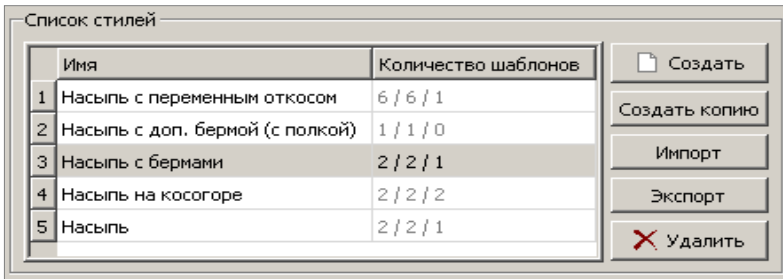 Список стилей
Имя Количество шаблонов
1 Насыпь с переменным откосом 6 / 6 / 1
2 Насыпь с доп. бермой (с полкой) 1 / 1 / 0
3 Насыпь с бермами 2 / 2 / 1
4 Насыпь на косогоре 2 / 2 / 2
5 Насыпь 2 / 2 / 1
Создать
Создать копию
Импорт
Экспорт
Удалить